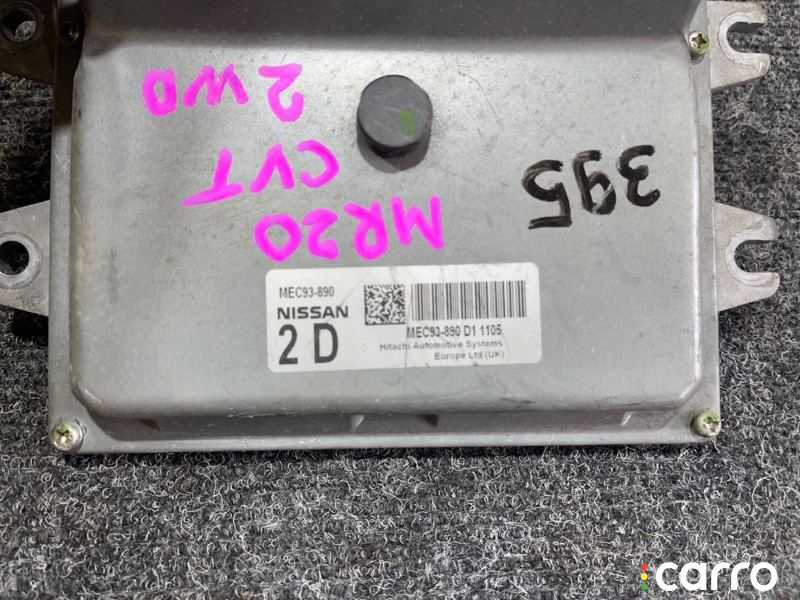 MR20
CVT
2WD
395
MEC93-890
NISSAN
2 D
MEC93-890 D1 1105
Hitachi Automotive Systems
Europe Ltd (UK)
carro